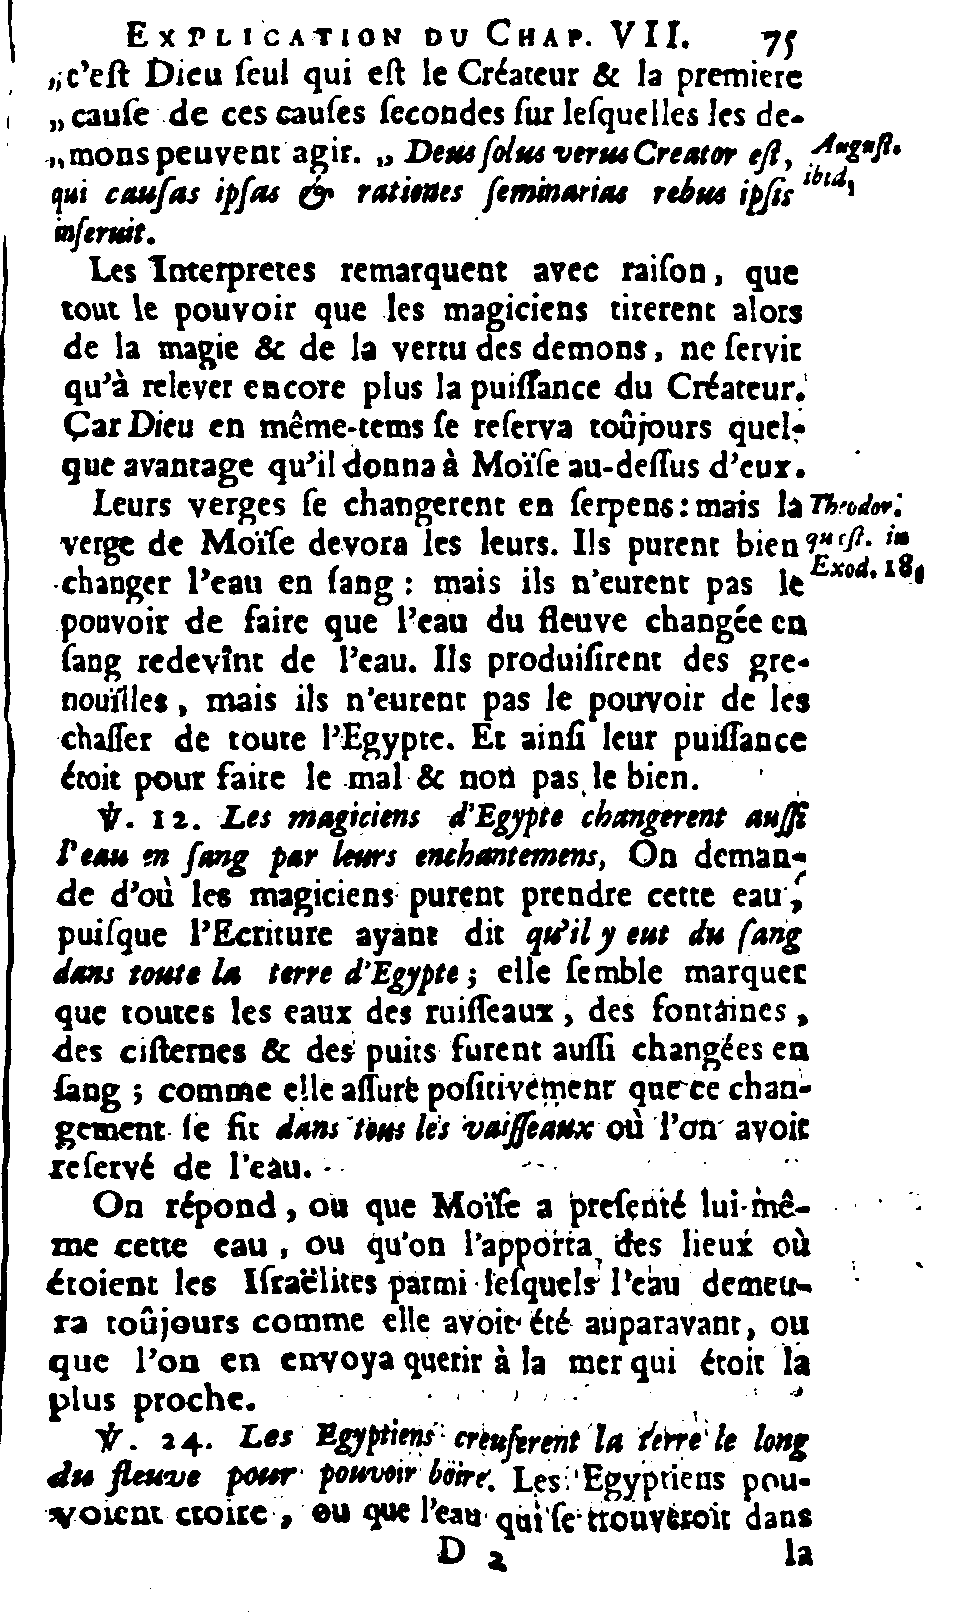 EXPLICATION DU CHAP. VII. 75
„c'eſt Dieu ſeul qui eſt le Créateur & la premiere
„cauſe de ces cauſes ſecondes ſur leſquelles les de-
„mons peuvent agir. „ Deus ſolus verus Creator eſt,
Auguſt.
qui cauſas ipſas & rationes ſeminarias rebus ipſis
ibid,
inſeruit.
Les Interpretes remarquent avec raiſon, que
tout le pouvoir que les magiciens tirerent alors
de la magie & de la vertu des demons, ne ſervit
qu'à relever encore plus la puiſſance du Créateur.
Çar Dieu en même-tems ſe reſerva toûjours quel-
que avantage qu'il donna à Moïſe au-deſſus d'eux.
Leurs verges ſe changerent en ſerpens: mais la
Theodor.
verge de Moïſe devora les leurs. Ils purent bien
quæſt. in
changer l'eau en ſang : mais ils n'eurent pas le
Exod. 18.
pouvoir de faire que l'eau du fleuve changée en
ſang redevînt de l'eau. Ils produiſirent des gre-
nouïlles, mais ils n'eurent pas le pouvoir de les
chaſſer de toute l'Egypte. Et ainſi leur puiſſance
étoit pour faire le mal & non pas le bien.
℣. 12. Les magiciens d'Egypte changerent auſſi
l'eau en ſang par leurs enchantemens, On deman-
de d'où les magiciens purent prendre cette eau,
puiſque l'Ecriture ayant dit qu'il y eut du ſang
dans toute la terre d'Egypte; elle ſemble marquer
que toutes les eaux des ruiſſeaux, des fontaines,
des ciſternes & des puits furent auſſi changées en
ſang ; comme elle aſſure poſitivement que ce chan-
gement ſe fit dans tous les vaiſſeaux où l'on avoit
reſervé de l'eau.
On répond, ou que Moïſe a preſenté lui-mê-
me cette eau, ou qu'on l'apporta des lieux où
étoient les Iſraëlites parmi leſquels l'eau demeu-
ra toûjours comme elle avoit été auparavant, ou
que l'on en envoya querir à la mer qui étoit la
plus proche.
℣. 24. Les Egyptiens creuſerent la terre le long
du fleuve pour pouvoir boire. Les Egyptiens pou-
voient croire, ou que l'eau qui ſe trouveroit dans
D 2 la